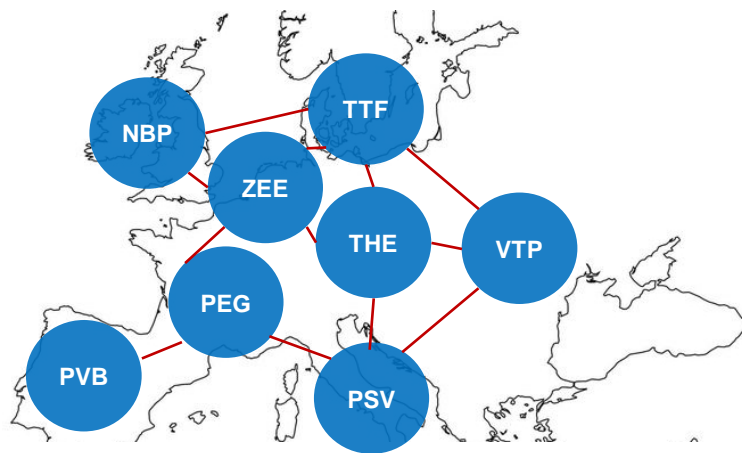 TTF
NBP
ZEE
THE
VTP
PEG
PVB
PSV